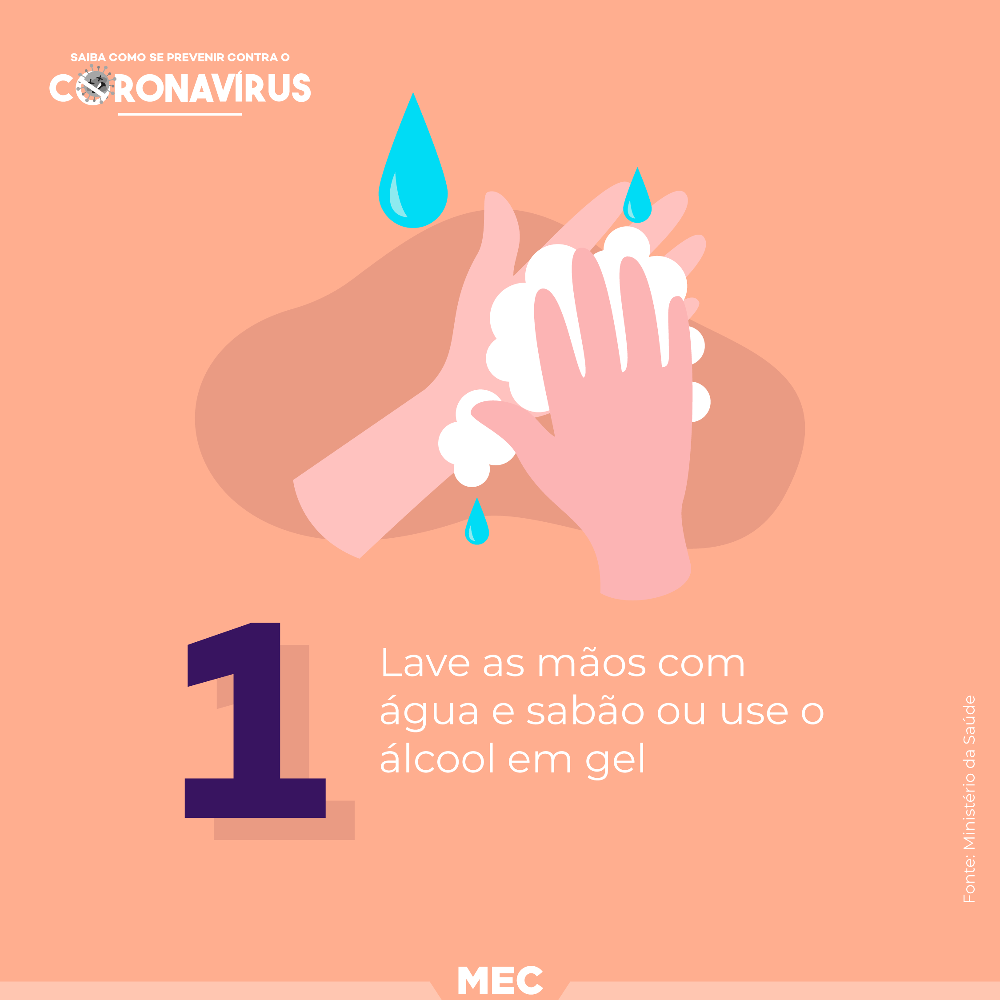 SAIBA COMO SE PREVENIR CONTRA O
CORONAVÍRUS
1
Lave as mãos com
água e sabão ou use o
álcool em gel
Fonte: Ministério da Saúde
MEC